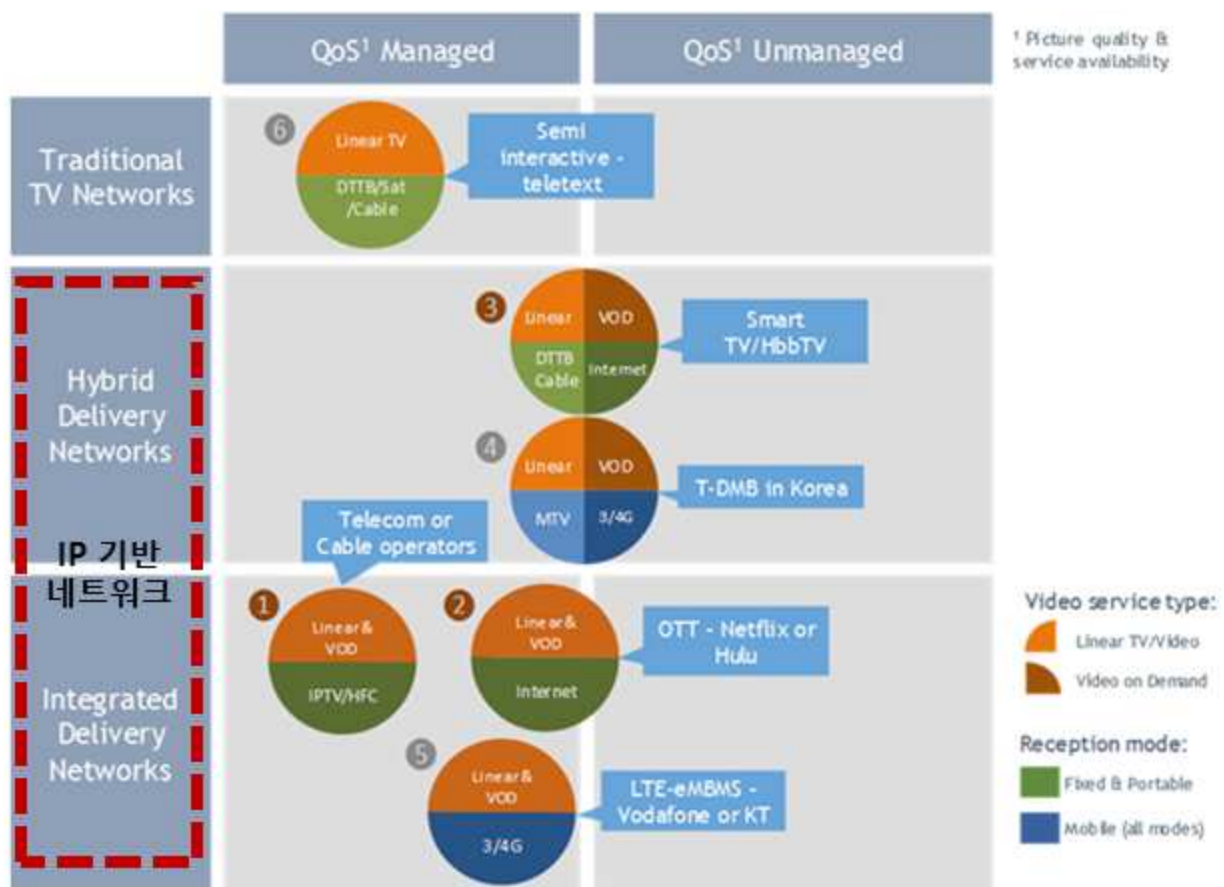 QoS¹ Managed
QoS¹ Unmanaged
¹ Picture quality &
service availability
Traditional
TV Networks
6
Linear TV
DTTB/Sat
/Cable
Semi
interactive -
teletext
Hybrid
Delivery
Networks
3
Linear
VOD
DTTB
Cable
Internet
Smart
TV/HbbTV
4
Linear
VOD
MTV
3/4G
T-DMB in Korea
IP 기반
네트워크
Telecom or
Cable operators
Integrated
Delivery
Networks
1
Linear &
VOD
IPTV/HFC
2
Linear &
VOD
Internet
OTT - Netflix or
Hulu
5
Linear &
VOD
3/4G
LTE-eMBMS -
Vodafone or KT
Video service type:
Linear TV/Video
Video on Demand
Reception mode:
Fixed & Portable
Mobile (all modes)